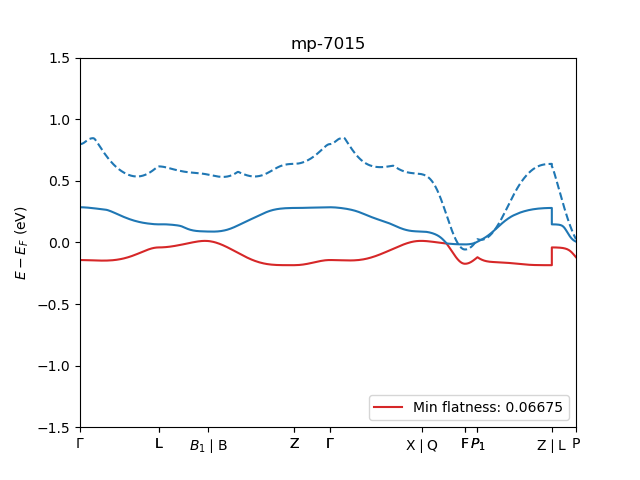 mp-7015
1.5
1.0
0.5
0.0
−0.5
−1.0
−1.5
E − E_F (eV)
Min flatness: 0.06675
Γ L B₁ | B Z Γ X | Q F P₁ Z | L P